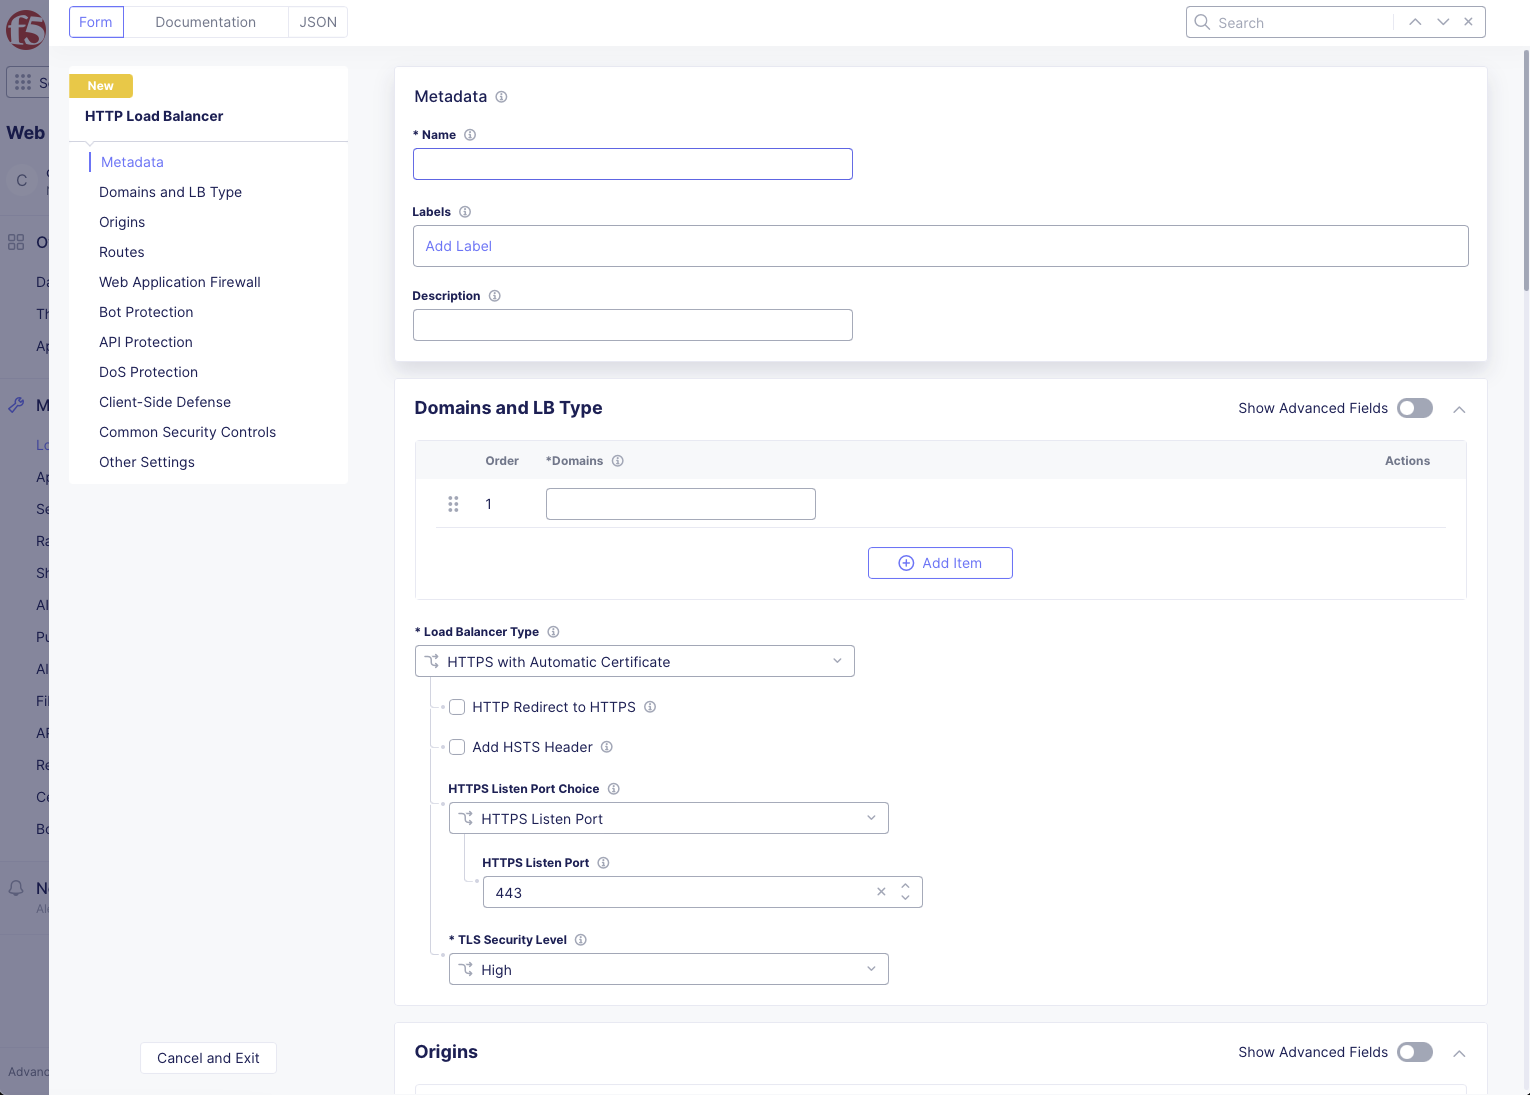 Form
Documentation
JSON
Search
f5
Web
C
Advanc
New
HTTP Load Balancer
Metadata
Domains and LB Type
Origins
Routes
Web Application Firewall
Bot Protection
API Protection
DoS Protection
Client-Side Defense
Common Security Controls
Other Settings
Cancel and Exit
Metadata
* Name
Labels
Add Label
Description
Domains and LB Type
Show Advanced Fields
Order *Domains Actions
1
Add Item
* Load Balancer Type
HTTPS with Automatic Certificate
HTTP Redirect to HTTPS
Add HSTS Header
HTTPS Listen Port Choice
HTTPS Listen Port
HTTPS Listen Port
443
* TLS Security Level
High
Origins
Show Advanced Fields